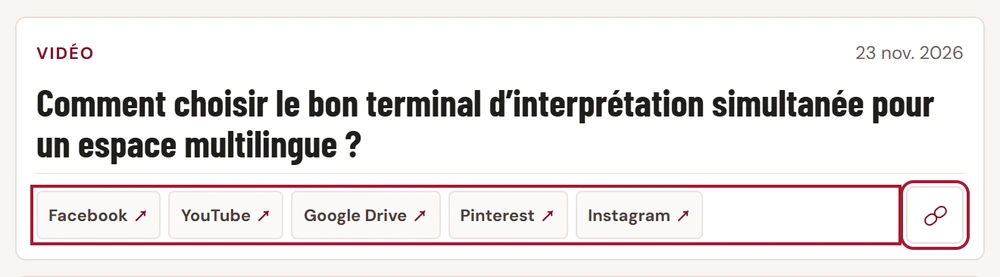 VIDÉO
23 nov. 2026
Comment choisir le bon terminal d’interprétation simultanée pour
un espace multilingue ?
Facebook ↗ YouTube ↗ Google Drive ↗ Pinterest ↗ Instagram ↗